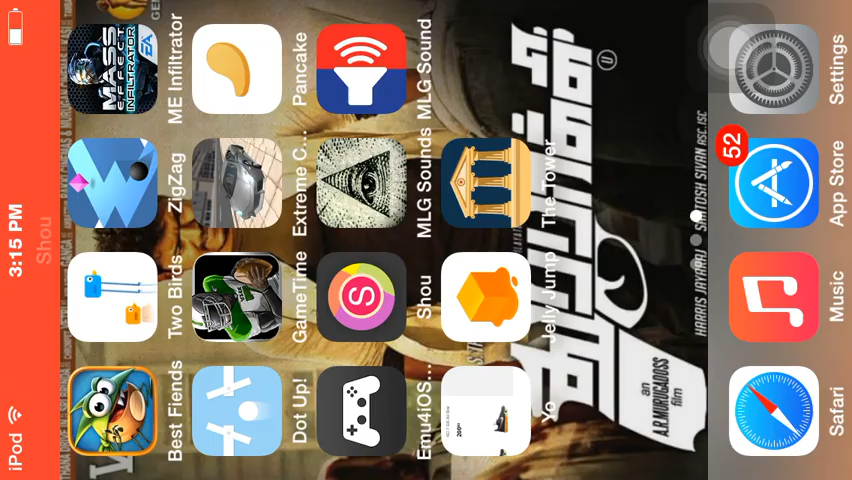 iPod 3:15 PM
Shou
MASS EFFECT INFILTRATOR EA
Best Fiends Two Birds ZigZag ME Infiltrator
Dot Up! GameTime Extreme C... Pancake
S
Emu4iOS... Shou MLG Sounds MLG Sound
Yo Jelly Jump The Tower
துப்பாக்கி
U
an
A.R.MURUGADOSS
film
HARRIS JAYARAJ SANTOSH SIVAN ASC.ISC
52
Safari Music App Store Settings